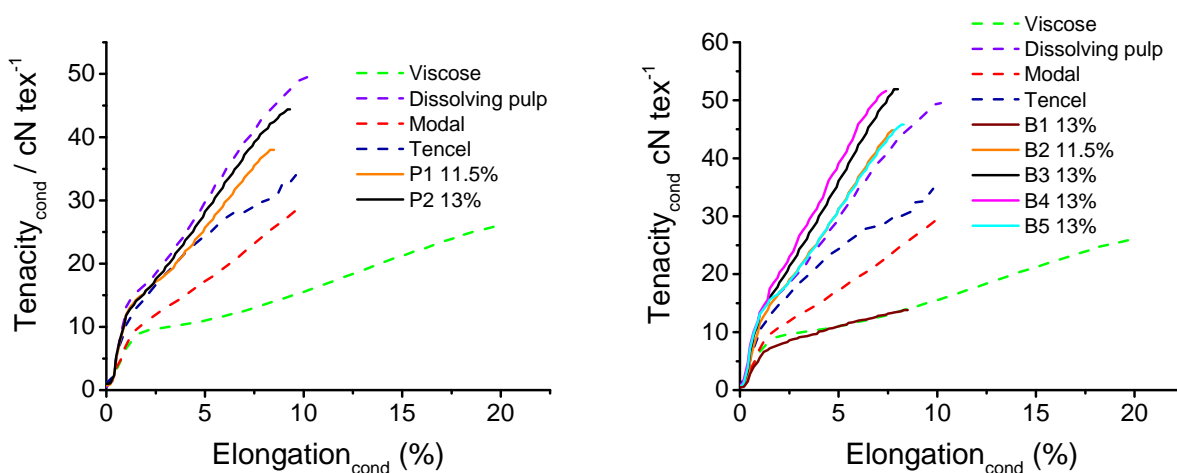 Tenacity_cond / cN tex⁻¹
50
40
30
20
10
0
Viscose
Dissolving pulp
Modal
Tencel
P1 11.5%
P2 13%
0 5 10 15 20
Elongation_cond (%)
Tenacity_cond cN tex⁻¹
60
50
40
30
20
10
0
Viscose
Dissolving pulp
Modal
Tencel
B1 13%
B2 11.5%
B3 13%
B4 13%
B5 13%
0 5 10 15 20
Elongation_cond (%)